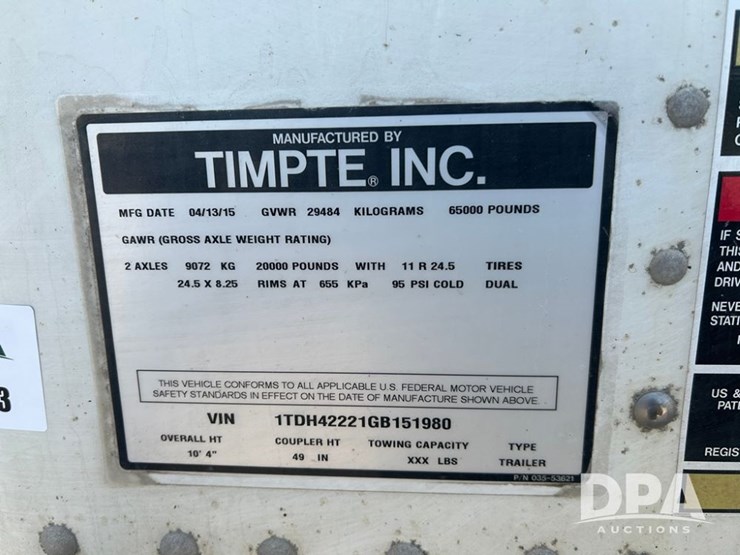 MANUFACTURED BY
TIMPTE® INC.
MFG DATE 04/13/15 GVWR 29484 KILOGRAMS 65000 POUNDS
GAWR (GROSS AXLE WEIGHT RATING)
2 AXLES 9072 KG 20000 POUNDS WITH 11 R 24.5 TIRES
24.5 X 8.25 RIMS AT 655 KPa 95 PSI COLD DUAL
THIS VEHICLE CONFORMS TO ALL APPLICABLE U.S. FEDERAL MOTOR VEHICLE
SAFETY STANDARDS IN EFFECT ON THE DATE OF MANUFACTURE SHOWN ABOVE.
VIN 1TDH42221GB151980
OVERALL HT COUPLER HT TOWING CAPACITY TYPE
10' 4" 49 IN XXX LBS TRAILER
P/N 035-53621
3
IF
THIS
AND
DRIV
NEVE
STATI
US &
PATE
REGIS
DPA
AUCTIONS